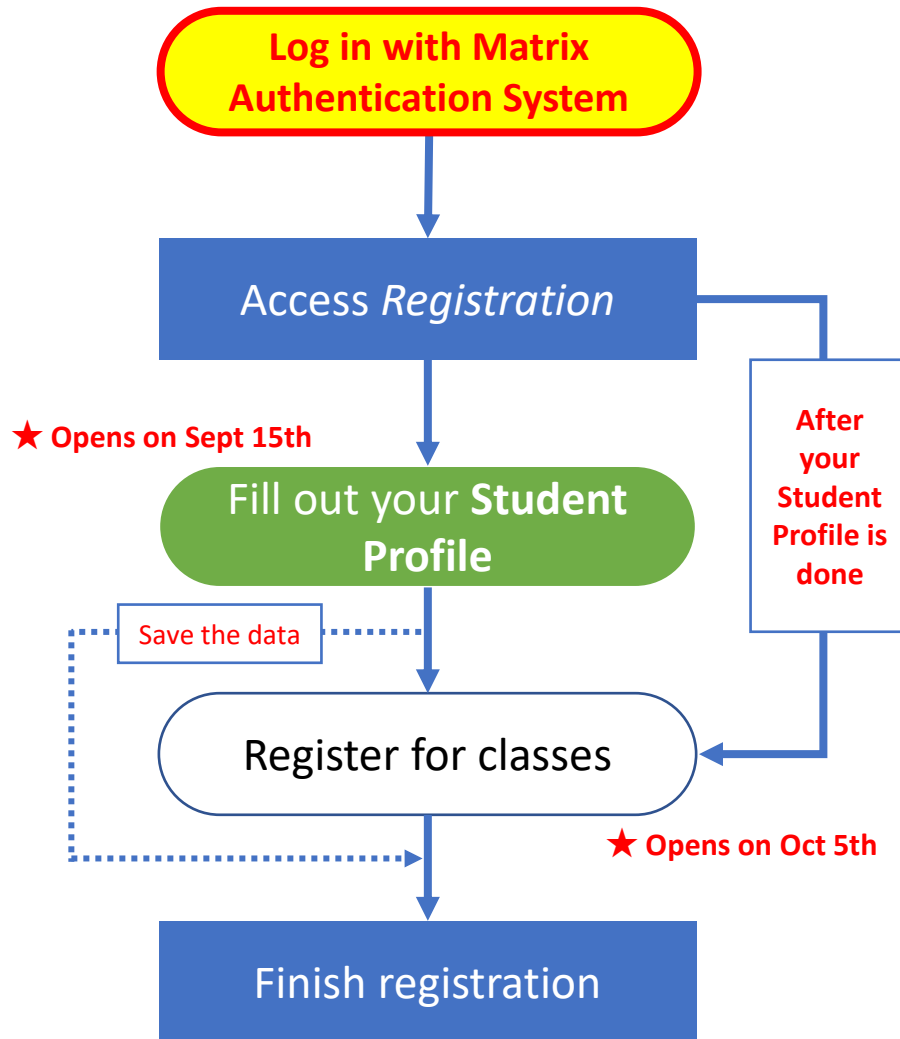 Log in with Matrix
Authentication System
Access Registration
★ Opens on Sept 15th
After
your
Student
Profile is
done
Fill out your Student
Profile
Save the data
Register for classes
★ Opens on Oct 5th
Finish registration